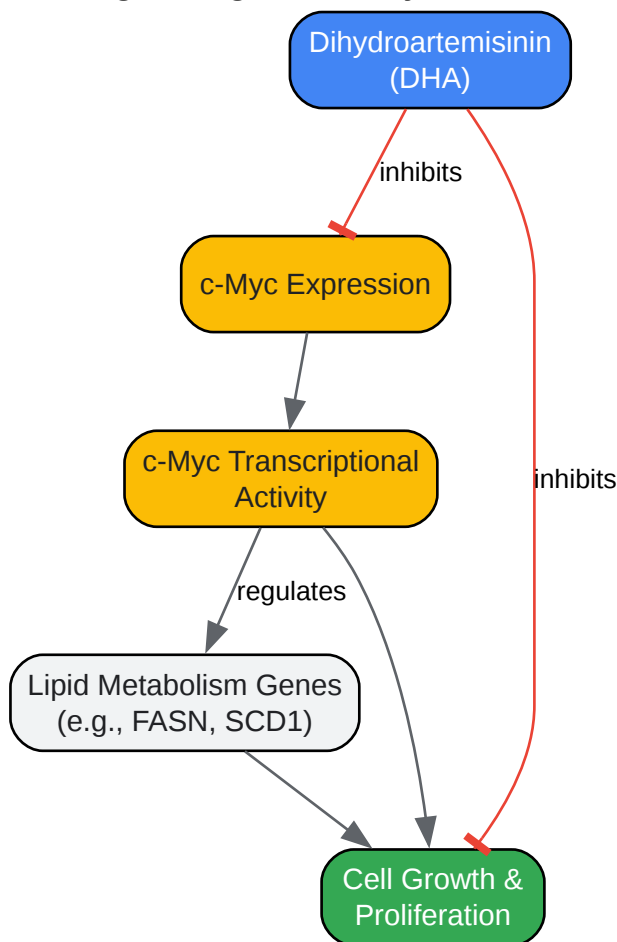 Dihydroartemisinin
(DHA)
inhibits
c-Myc Expression
c-Myc Transcriptional
Activity
inhibits
regulates
Lipid Metabolism Genes
(e.g., FASN, SCD1)
Cell Growth &
Proliferation